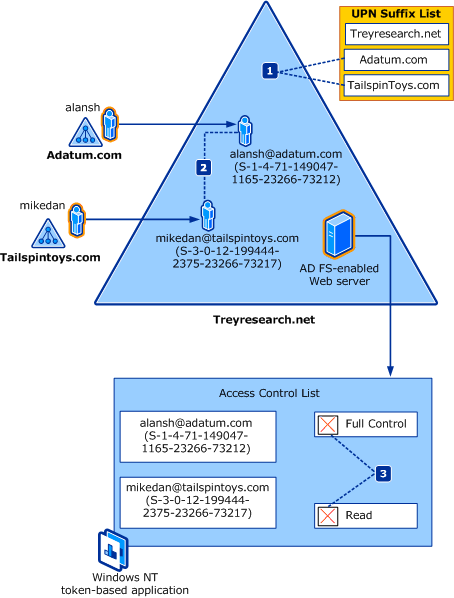 UPN Suffix List
Treyresearch.net
Adatum.com
TailspinToys.com
1
alansh
Adatum.com
alansh@adatum.com
(S-1-4-71-149047-
1165-23266-73212)
2
mikedan
Tailspintoys.com
mikedan@tailspintoys.com
(S-3-0-12-199444-
2375-23266-73217)
AD FS-enabled
Web server
Treyresearch.net
Access Control List
alansh@adatum.com
(S-1-4-71-149047-
1165-23266-73212)
Full Control
3
mikedan@tailspintoys.com
(S-3-0-12-199444-
2375-23266-73217)
Read
Windows NT
token-based application